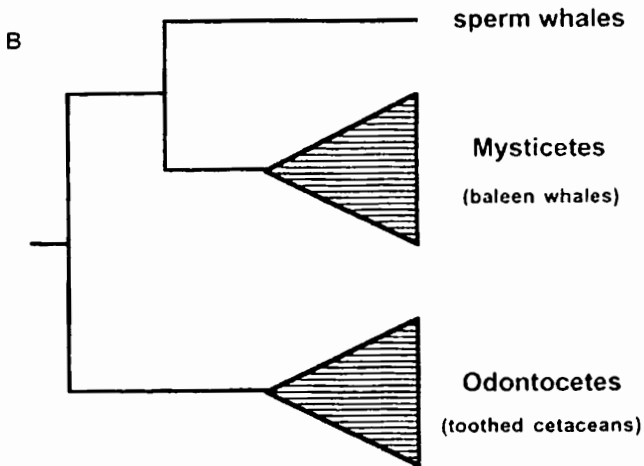 B
sperm whales
Mysticetes
(baleen whales)
Odontocetes
(toothed cetaceans)